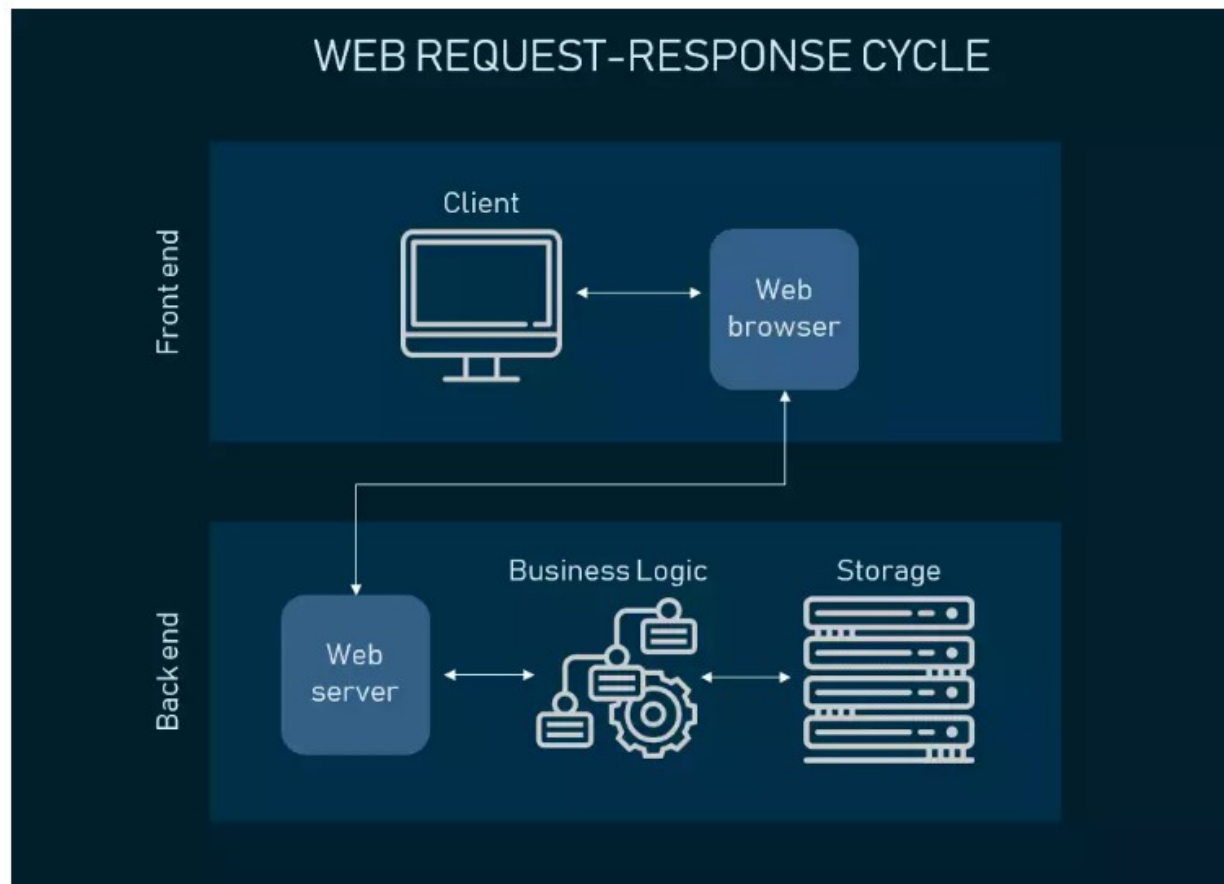 WEB REQUEST-RESPONSE CYCLE
Front end
Client
Web
browser
Back end
Web
server
Business Logic
Storage